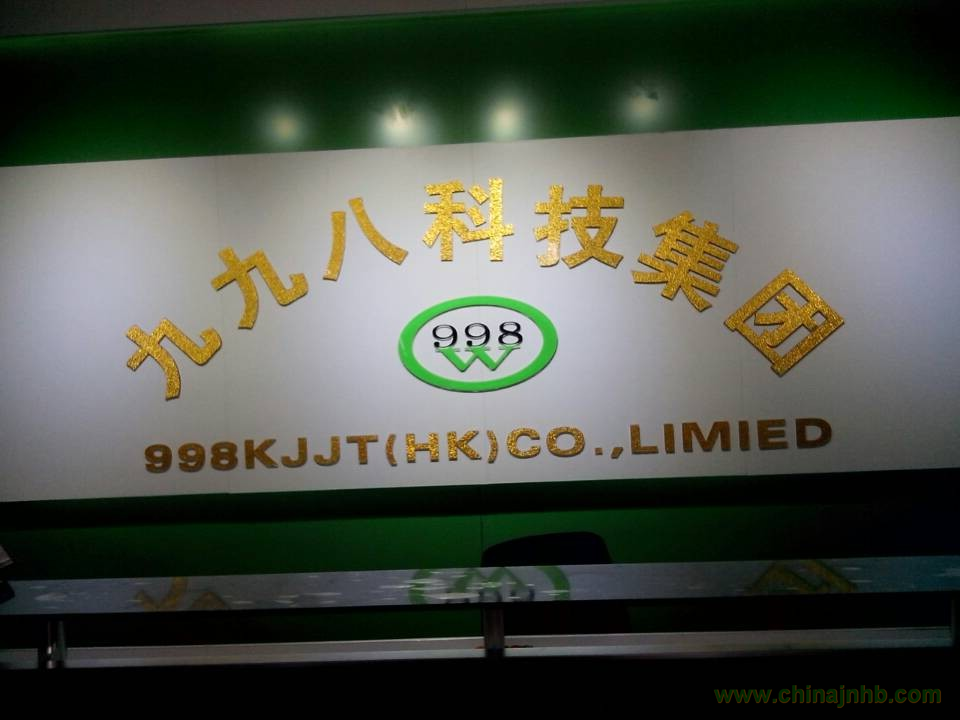 九九八科技集团
998
W
998KJJT(HK)CO.,LIMIED
www.chinajnhb.com